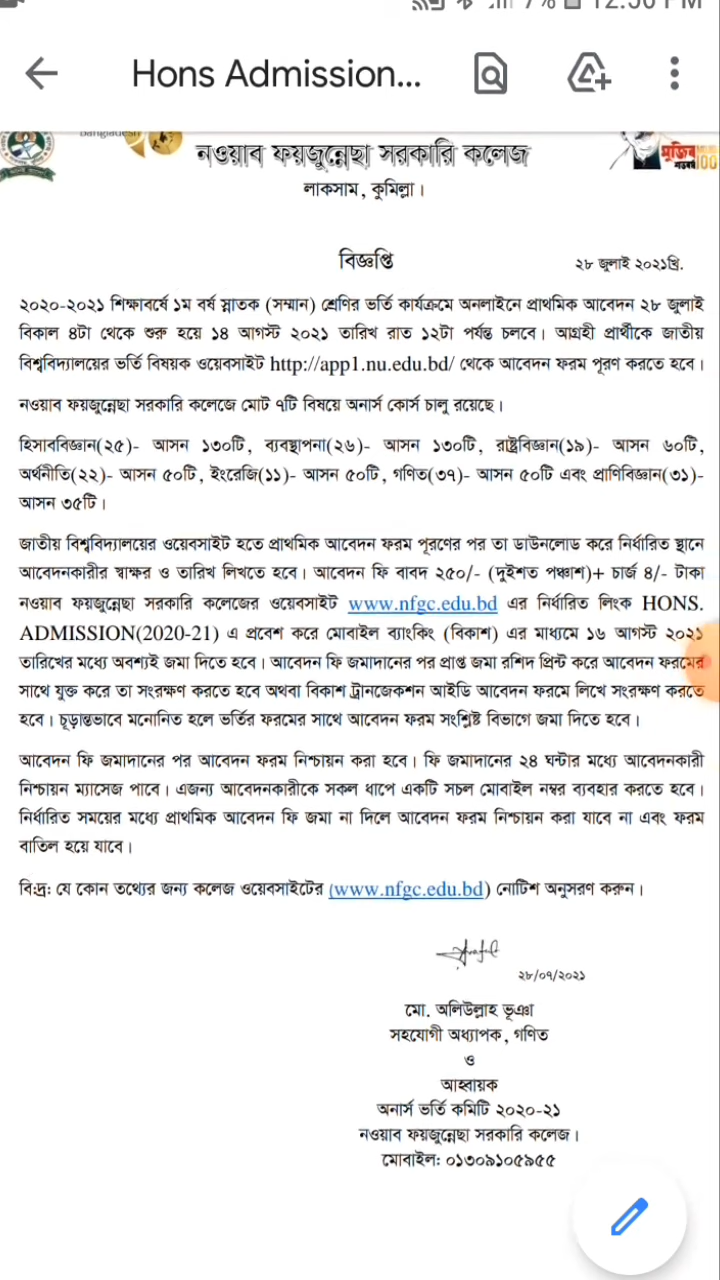 12:50 PM
Hons Admission...
Bangladesh
নওয়াব ফয়জুন্নেছা সরকারি কলেজ
মুজিব শতবর্ষ 100
লাকসাম, কুমিল্লা।
বিজ্ঞপ্তি
২৮ জুলাই ২০২১খ্রি.
২০২০-২০২১ শিক্ষাবর্ষে ১ম বর্ষ স্নাতক (সম্মান) শ্রেণির ভর্তি কার্যক্রমে অনলাইনে প্রাথমিক আবেদন ২৮ জুলাই
বিকাল ৪টা থেকে শুরু হয়ে ১৪ আগস্ট ২০২১ তারিখ রাত ১২টা পর্যন্ত চলবে। আগ্রহী প্রার্থীকে জাতীয়
বিশ্ববিদ্যালয়ের ভর্তি বিষয়ক ওয়েবসাইট http://app1.nu.edu.bd/ থেকে আবেদন ফরম পূরণ করতে হবে।
নওয়াব ফয়জুন্নেছা সরকারি কলেজে মোট ৭টি বিষয়ে অনার্স কোর্স চালু রয়েছে।
হিসাববিজ্ঞান(২৫)- আসন ১৩০টি, ব্যবস্থাপনা(২৬)- আসন ১৩০টি, রাষ্ট্রবিজ্ঞান(১৯)- আসন ৬০টি,
অর্থনীতি(২২)- আসন ৫০টি, ইংরেজি(১১)- আসন ৫০টি, গণিত(৩৭)- আসন ৫০টি এবং প্রাণিবিজ্ঞান(৩১)-
আসন ৩৫টি।
জাতীয় বিশ্ববিদ্যালয়ের ওয়েবসাইট হতে প্রাথমিক আবেদন ফরম পূরণের পর তা ডাউনলোড করে নির্ধারিত স্থানে
আবেদনকারীর স্বাক্ষর ও তারিখ লিখতে হবে। আবেদন ফি বাবদ ২৫০/- (দুইশত পঞ্চাশ)+ চার্জ ৪/- টাকা
নওয়াব ফয়জুন্নেছা সরকারি কলেজের ওয়েবসাইট www.nfgc.edu.bd এর নির্ধারিত লিংক HONS.
ADMISSION(2020-21) এ প্রবেশ করে মোবাইল ব্যাংকিং (বিকাশ) এর মাধ্যমে ১৬ আগস্ট ২০২১
তারিখের মধ্যে অবশ্যই জমা দিতে হবে। আবেদন ফি জমাদানের পর প্রাপ্ত জমা রশিদ প্রিন্ট করে আবেদন ফরমের
সাথে যুক্ত করে তা সংরক্ষণ করতে হবে অথবা বিকাশ ট্রানজেকশন আইডি আবেদন ফরমে লিখে সংরক্ষণ করতে
হবে। চূড়ান্তভাবে মনোনিত হলে ভর্তির ফরমের সাথে আবেদন ফরম সংশ্লিষ্ট বিভাগে জমা দিতে হবে।
আবেদন ফি জমাদানের পর আবেদন ফরম নিশ্চায়ন করা হবে। ফি জমাদানের ২৪ ঘন্টার মধ্যে আবেদনকারী
নিশ্চায়ন ম্যাসেজ পাবে। এজন্য আবেদনকারীকে সকল ধাপে একটি সচল মোবাইল নম্বর ব্যবহার করতে হবে।
নির্ধারিত সময়ের মধ্যে প্রাথমিক আবেদন ফি জমা না দিলে আবেদন ফরম নিশ্চায়ন করা যাবে না এবং ফরম
বাতিল হয়ে যাবে।
বি:দ্র: যে কোন তথ্যের জন্য কলেজ ওয়েবসাইটের (www.nfgc.edu.bd) নোটিশ অনুসরণ করুন।
২৮/০৭/২০২১
মো. অলিউল্লাহ ভূঞা
সহযোগী অধ্যাপক, গণিত
ও
আহ্বায়ক
অনার্স ভর্তি কমিটি ২০২০-২১
নওয়াব ফয়জুন্নেছা সরকারি কলেজ।
মোবাইল: ০১৩০৯১০৫৯৫৫